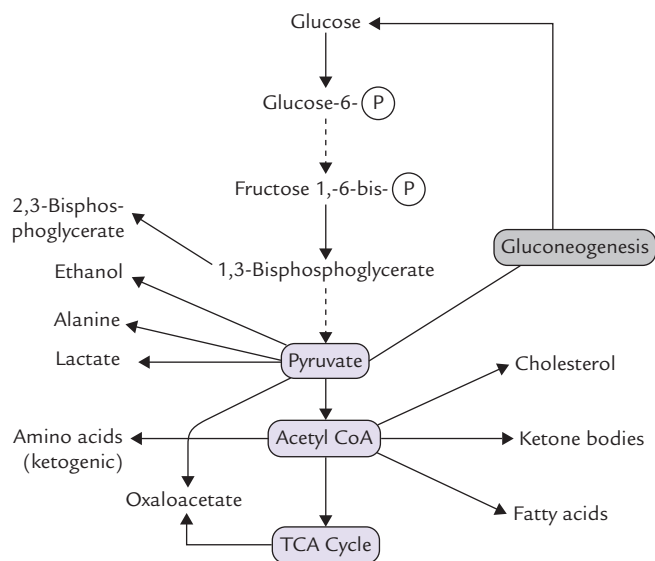 Glucose
Glucose-6- P
Fructose 1,-6-bis- P
2,3-Bisphos-
phoglycerate
Gluconeogenesis
1,3-Bisphosphoglycerate
Ethanol
Alanine
Lactate
Pyruvate
Cholesterol
Amino acids
(ketogenic)
Acetyl CoA
Ketone bodies
Oxaloacetate
Fatty acids
TCA Cycle